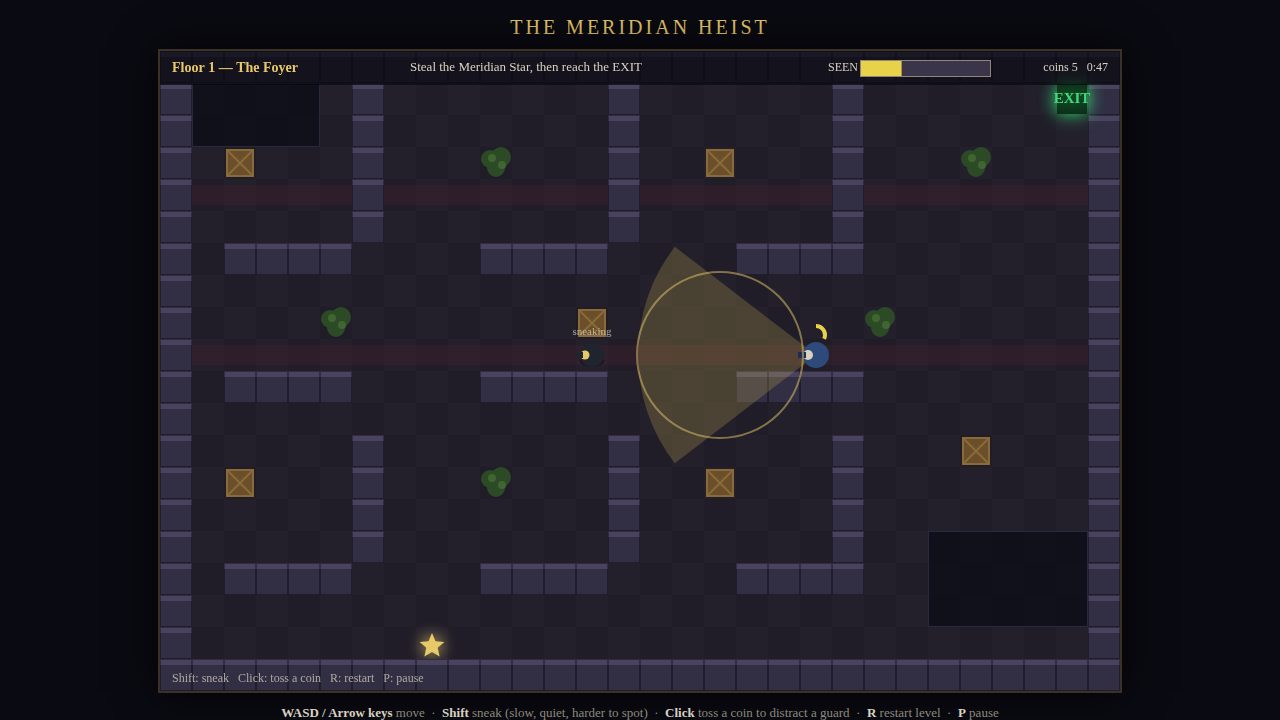 THE MERIDIAN HEIST
Floor 1 — The Foyer
Steal the Meridian Star, then reach the EXIT
SEEN
coins 5 0:47
EXIT
sneaking
Shift: sneak Click: toss a coin R: restart P: pause
WASD / Arrow keys move · Shift sneak (slow, quiet, harder to spot) · Click toss a coin to distract a guard · R restart level · P pause